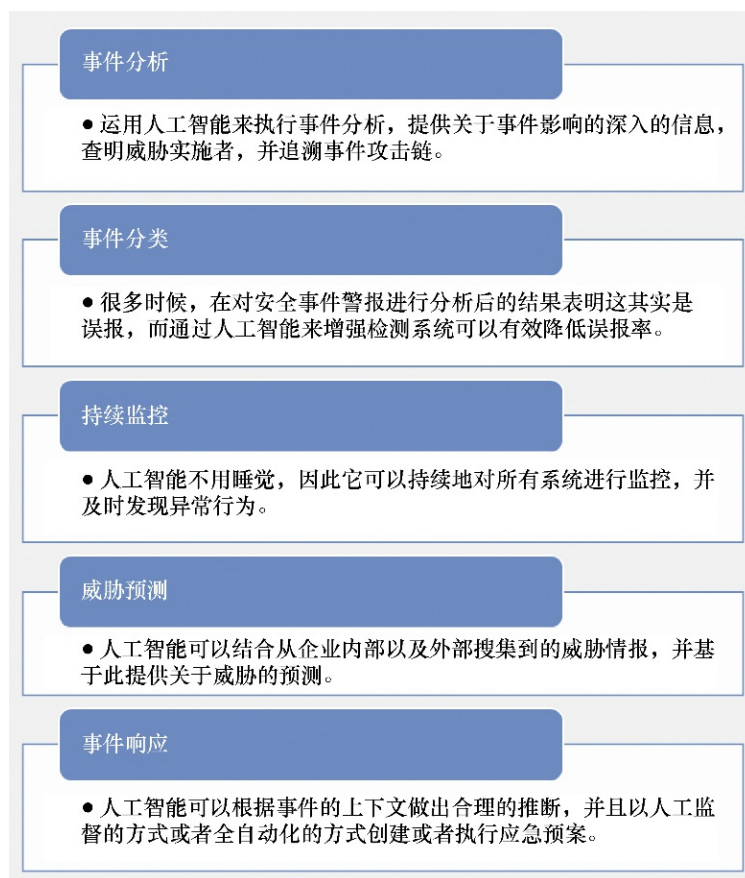 事件分析
● 运用人工智能来执行事件分析，提供关于事件影响的深入的信息，
查明威胁实施者，并追溯事件攻击链。
事件分类
● 很多时候，在对安全事件警报进行分析后的结果表明这其实是
误报，而通过人工智能来增强检测系统可以有效降低误报率。
持续监控
● 人工智能不用睡觉，因此它可以持续地对所有系统进行监控，并
及时发现异常行为。
威胁预测
● 人工智能可以结合从企业内部以及外部搜集到的威胁情报，并基
于此提供关于威胁的预测。
事件响应
● 人工智能可以根据事件的上下文做出合理的推断，并且以人工监
督的方式或者全自动化的方式创建或者执行应急预案。